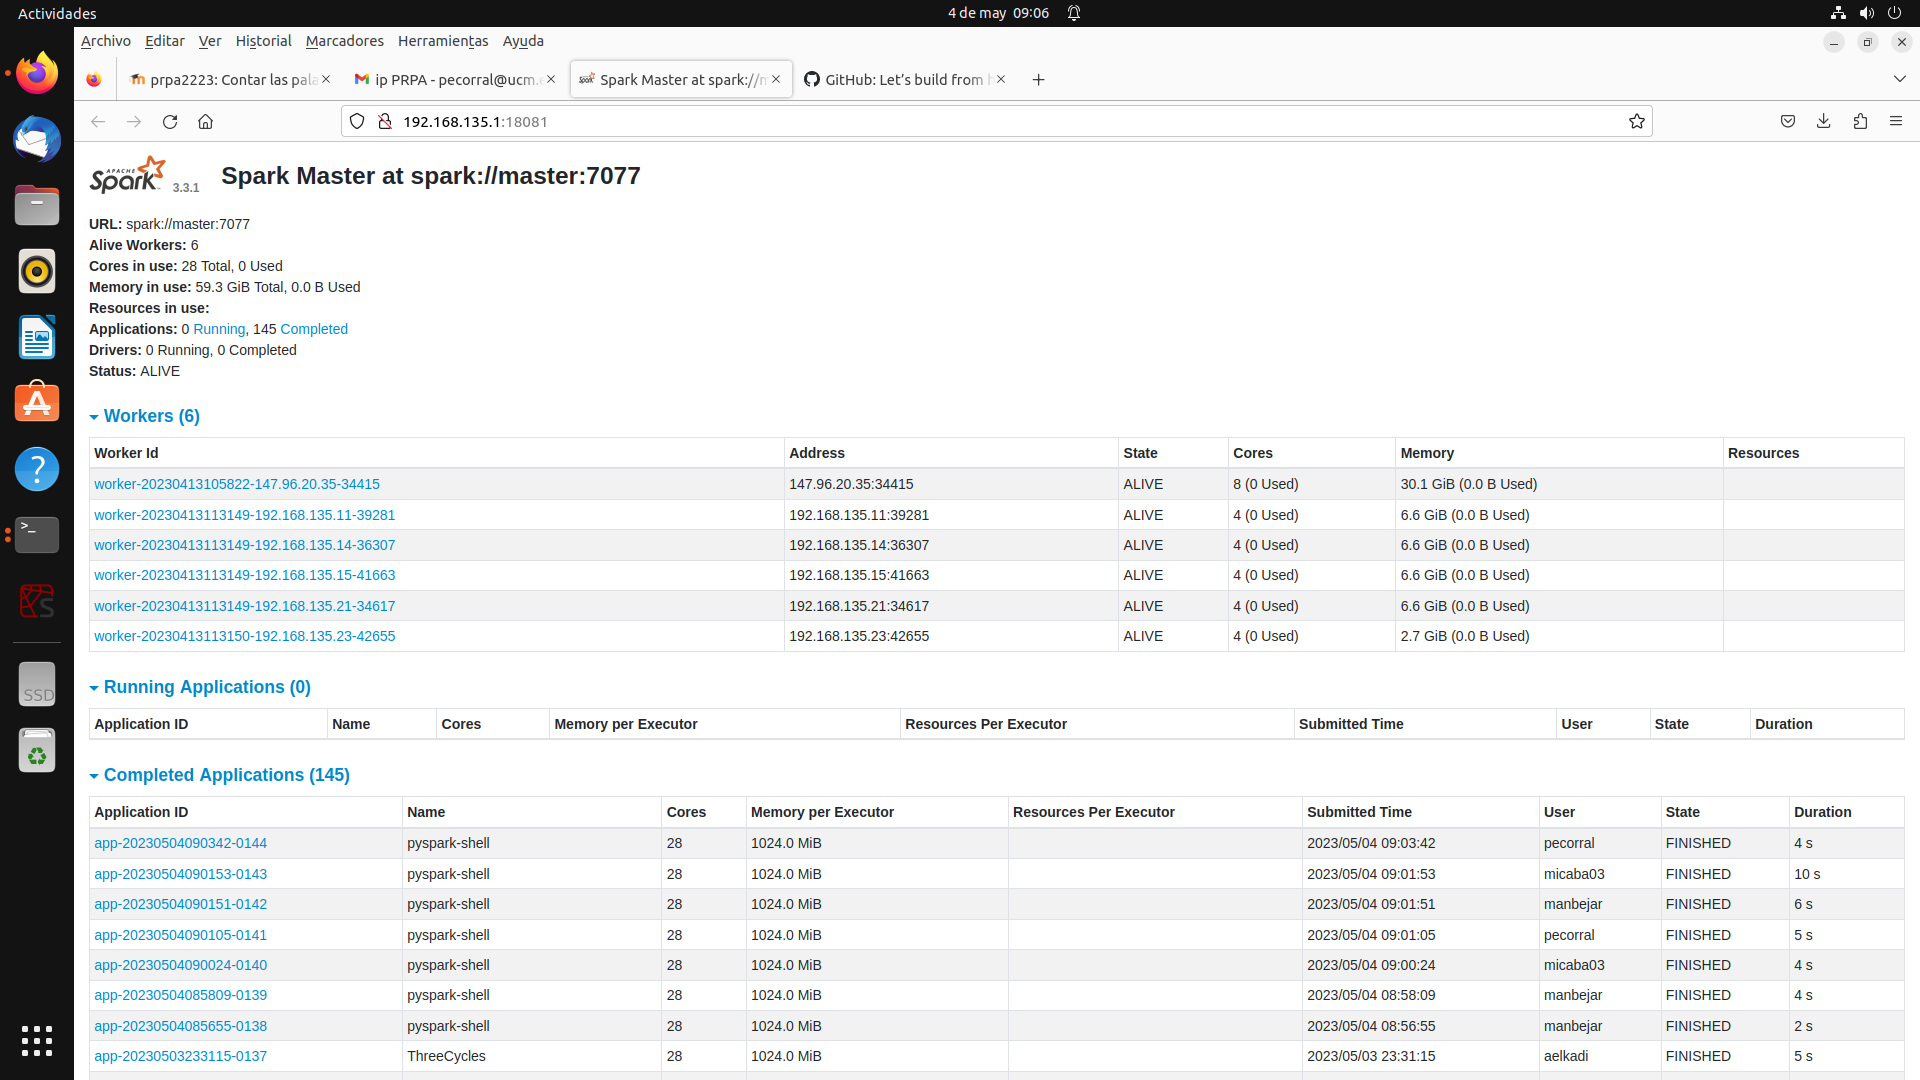 Actividades
4 de may 09:06
Archivo Editar Ver Historial Marcadores Herramientas Ayuda
prpa2223: Contar las pala
ip PRPA - pecorral@ucm.e
Spark Master at spark://m
GitHub: Let's build from h
192.168.135.1:18081
APACHE Spark 3.3.1
Spark Master at spark://master:7077
URL: spark://master:7077
Alive Workers: 6
Cores in use: 28 Total, 0 Used
Memory in use: 59.3 GiB Total, 0.0 B Used
Resources in use:
Applications: 0 Running, 145 Completed
Drivers: 0 Running, 0 Completed
Status: ALIVE
Workers (6)
Worker Id Address State Cores Memory Resources
worker-20230413105822-147.96.20.35-34415 147.96.20.35:34415 ALIVE 8 (0 Used) 30.1 GiB (0.0 B Used)
worker-20230413113149-192.168.135.11-39281 192.168.135.11:39281 ALIVE 4 (0 Used) 6.6 GiB (0.0 B Used)
worker-20230413113149-192.168.135.14-36307 192.168.135.14:36307 ALIVE 4 (0 Used) 6.6 GiB (0.0 B Used)
worker-20230413113149-192.168.135.15-41663 192.168.135.15:41663 ALIVE 4 (0 Used) 6.6 GiB (0.0 B Used)
worker-20230413113149-192.168.135.21-34617 192.168.135.21:34617 ALIVE 4 (0 Used) 6.6 GiB (0.0 B Used)
worker-20230413113150-192.168.135.23-42655 192.168.135.23:42655 ALIVE 4 (0 Used) 2.7 GiB (0.0 B Used)
Running Applications (0)
Application ID Name Cores Memory per Executor Resources Per Executor Submitted Time User State Duration
Completed Applications (145)
Application ID Name Cores Memory per Executor Resources Per Executor Submitted Time User State Duration
app-20230504090342-0144 pyspark-shell 28 1024.0 MiB 2023/05/04 09:03:42 pecorral FINISHED 4 s
app-20230504090153-0143 pyspark-shell 28 1024.0 MiB 2023/05/04 09:01:53 micaba03 FINISHED 10 s
app-20230504090151-0142 pyspark-shell 28 1024.0 MiB 2023/05/04 09:01:51 manbejar FINISHED 6 s
app-20230504090105-0141 pyspark-shell 28 1024.0 MiB 2023/05/04 09:01:05 pecorral FINISHED 5 s
app-20230504090024-0140 pyspark-shell 28 1024.0 MiB 2023/05/04 09:00:24 micaba03 FINISHED 4 s
app-20230504085809-0139 pyspark-shell 28 1024.0 MiB 2023/05/04 08:58:09 manbejar FINISHED 4 s
app-20230504085655-0138 pyspark-shell 28 1024.0 MiB 2023/05/04 08:56:55 manbejar FINISHED 2 s
app-20230503233115-0137 ThreeCycles 28 1024.0 MiB 2023/05/03 23:31:15 aelkadi FINISHED 5 s
SSD